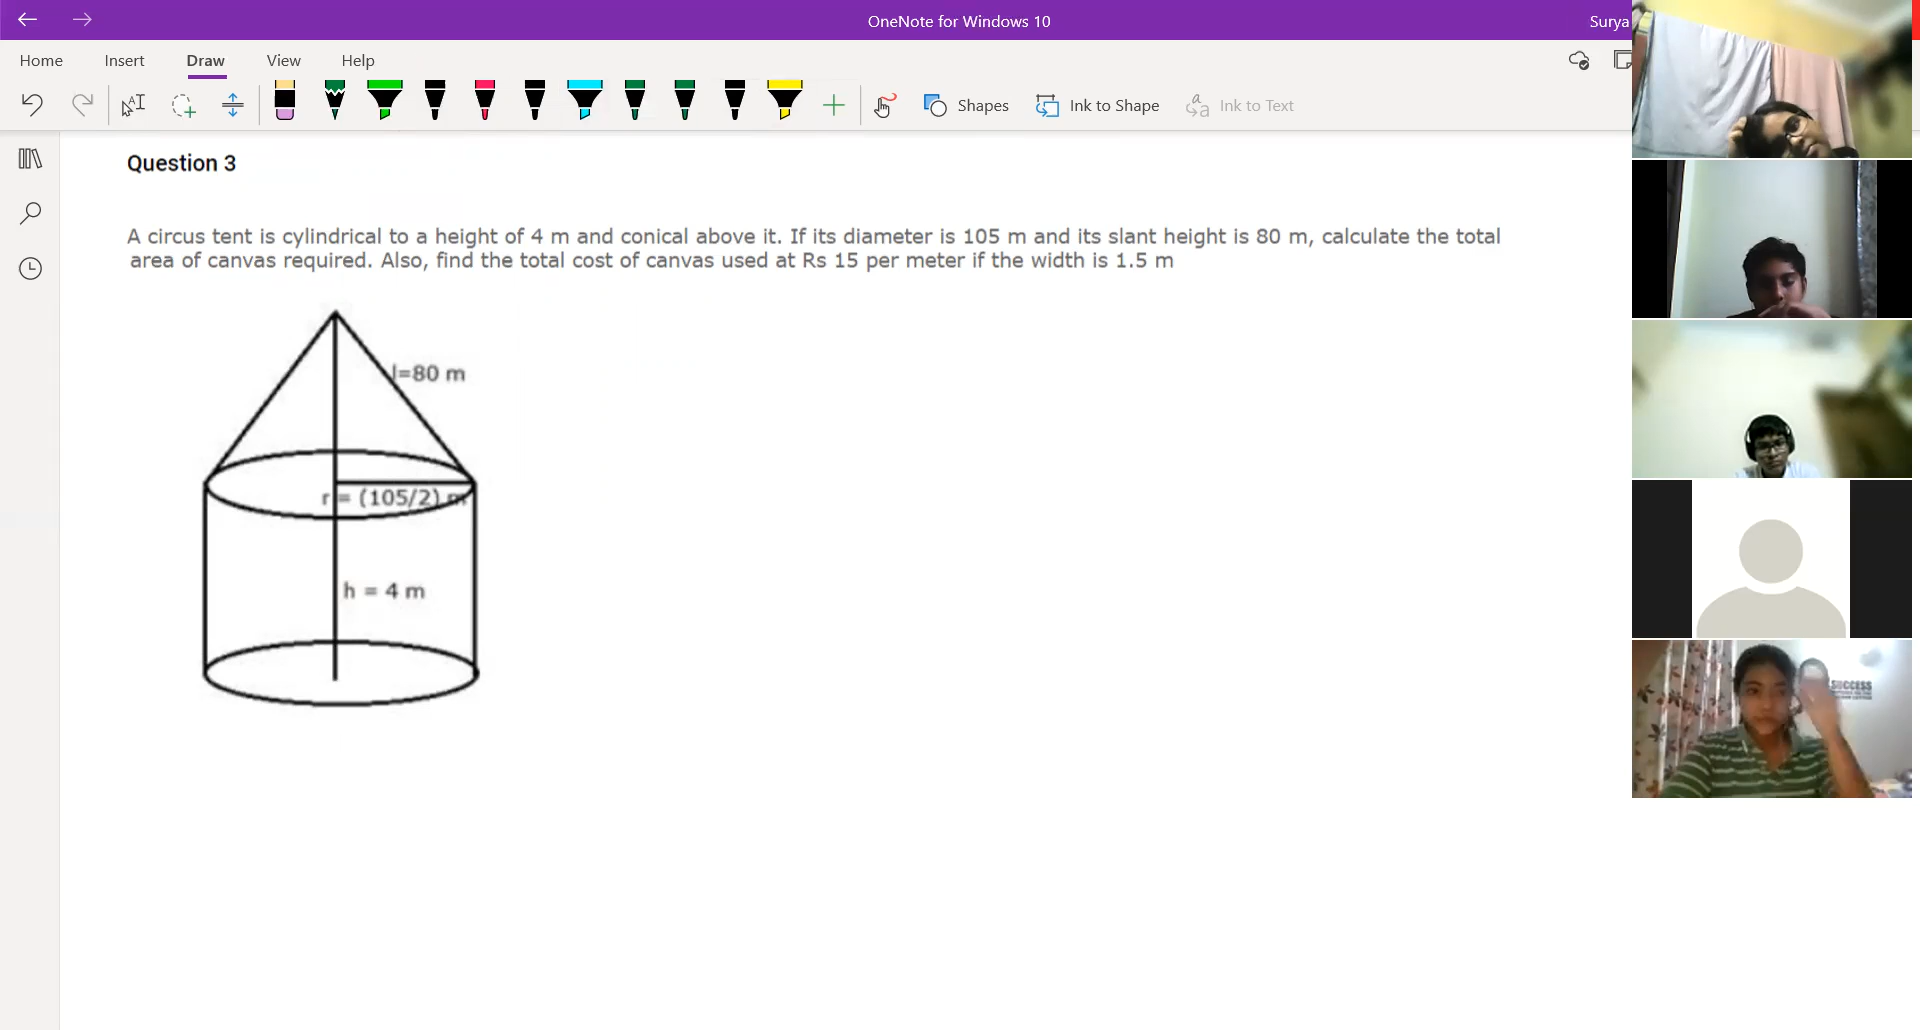 OneNote for Windows 10
Surya
Home Insert Draw View Help
Shapes Ink to Shape Ink to Text
Question 3
A circus tent is cylindrical to a height of 4 m and conical above it. If its diameter is 105 m and its slant height is 80 m, calculate the total
area of canvas required. Also, find the total cost of canvas used at Rs 15 per meter if the width is 1.5 m
l=80 m
r = (105/2) m
h = 4 m
SUCCESS